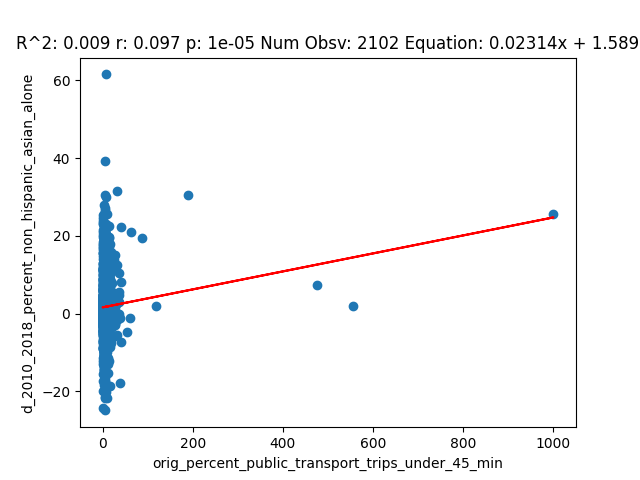 R^2: 0.009 r: 0.097 p: 1e-05 Num Obsv: 2102 Equation: 0.02314x + 1.589
d_2010_2018_percent_non_hispanic_asian_alone
60
40
20
0
−20
0 200 400 600 800 1000
orig_percent_public_transport_trips_under_45_min